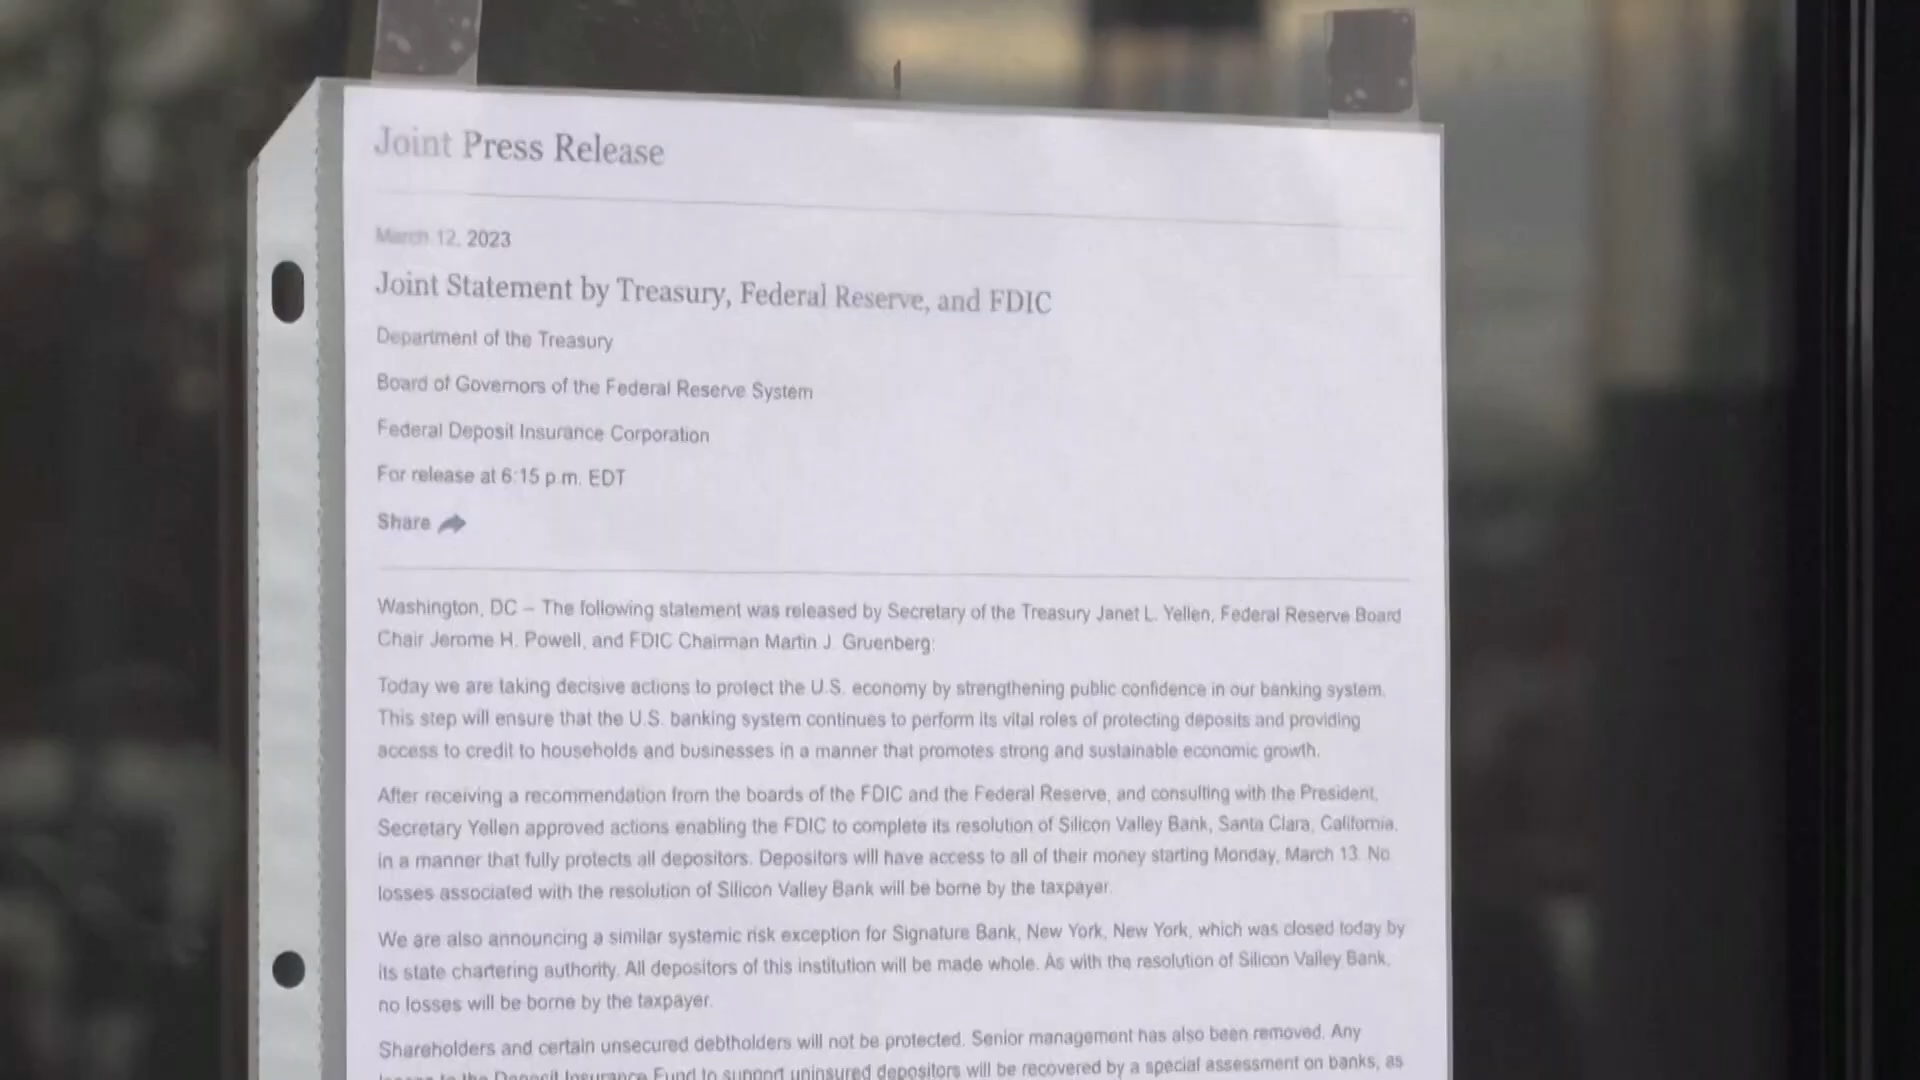 Joint Press Release
March 12, 2023
Joint Statement by Treasury, Federal Reserve, and FDIC
Department of the Treasury
Board of Governors of the Federal Reserve System
Federal Deposit Insurance Corporation
For release at 6:15 p.m. EDT
Share
Washington, DC – The following statement was released by Secretary of the Treasury Janet L. Yellen, Federal Reserve Board
Chair Jerome H. Powell, and FDIC Chairman Martin J. Gruenberg:
Today we are taking decisive actions to protect the U.S. economy by strengthening public confidence in our banking system.
This step will ensure that the U.S. banking system continues to perform its vital roles of protecting deposits and providing
access to credit to households and businesses in a manner that promotes strong and sustainable economic growth.
After receiving a recommendation from the boards of the FDIC and the Federal Reserve, and consulting with the President,
Secretary Yellen approved actions enabling the FDIC to complete its resolution of Silicon Valley Bank, Santa Clara, California,
in a manner that fully protects all depositors. Depositors will have access to all of their money starting Monday, March 13. No
losses associated with the resolution of Silicon Valley Bank will be borne by the taxpayer.
We are also announcing a similar systemic risk exception for Signature Bank, New York, New York, which was closed today by
its state chartering authority. All depositors of this institution will be made whole. As with the resolution of Silicon Valley Bank,
no losses will be borne by the taxpayer.
Shareholders and certain unsecured debtholders will not be protected. Senior management has also been removed. Any
losses to the Deposit Insurance Fund to support uninsured depositors will be recovered by a special assessment on banks, as